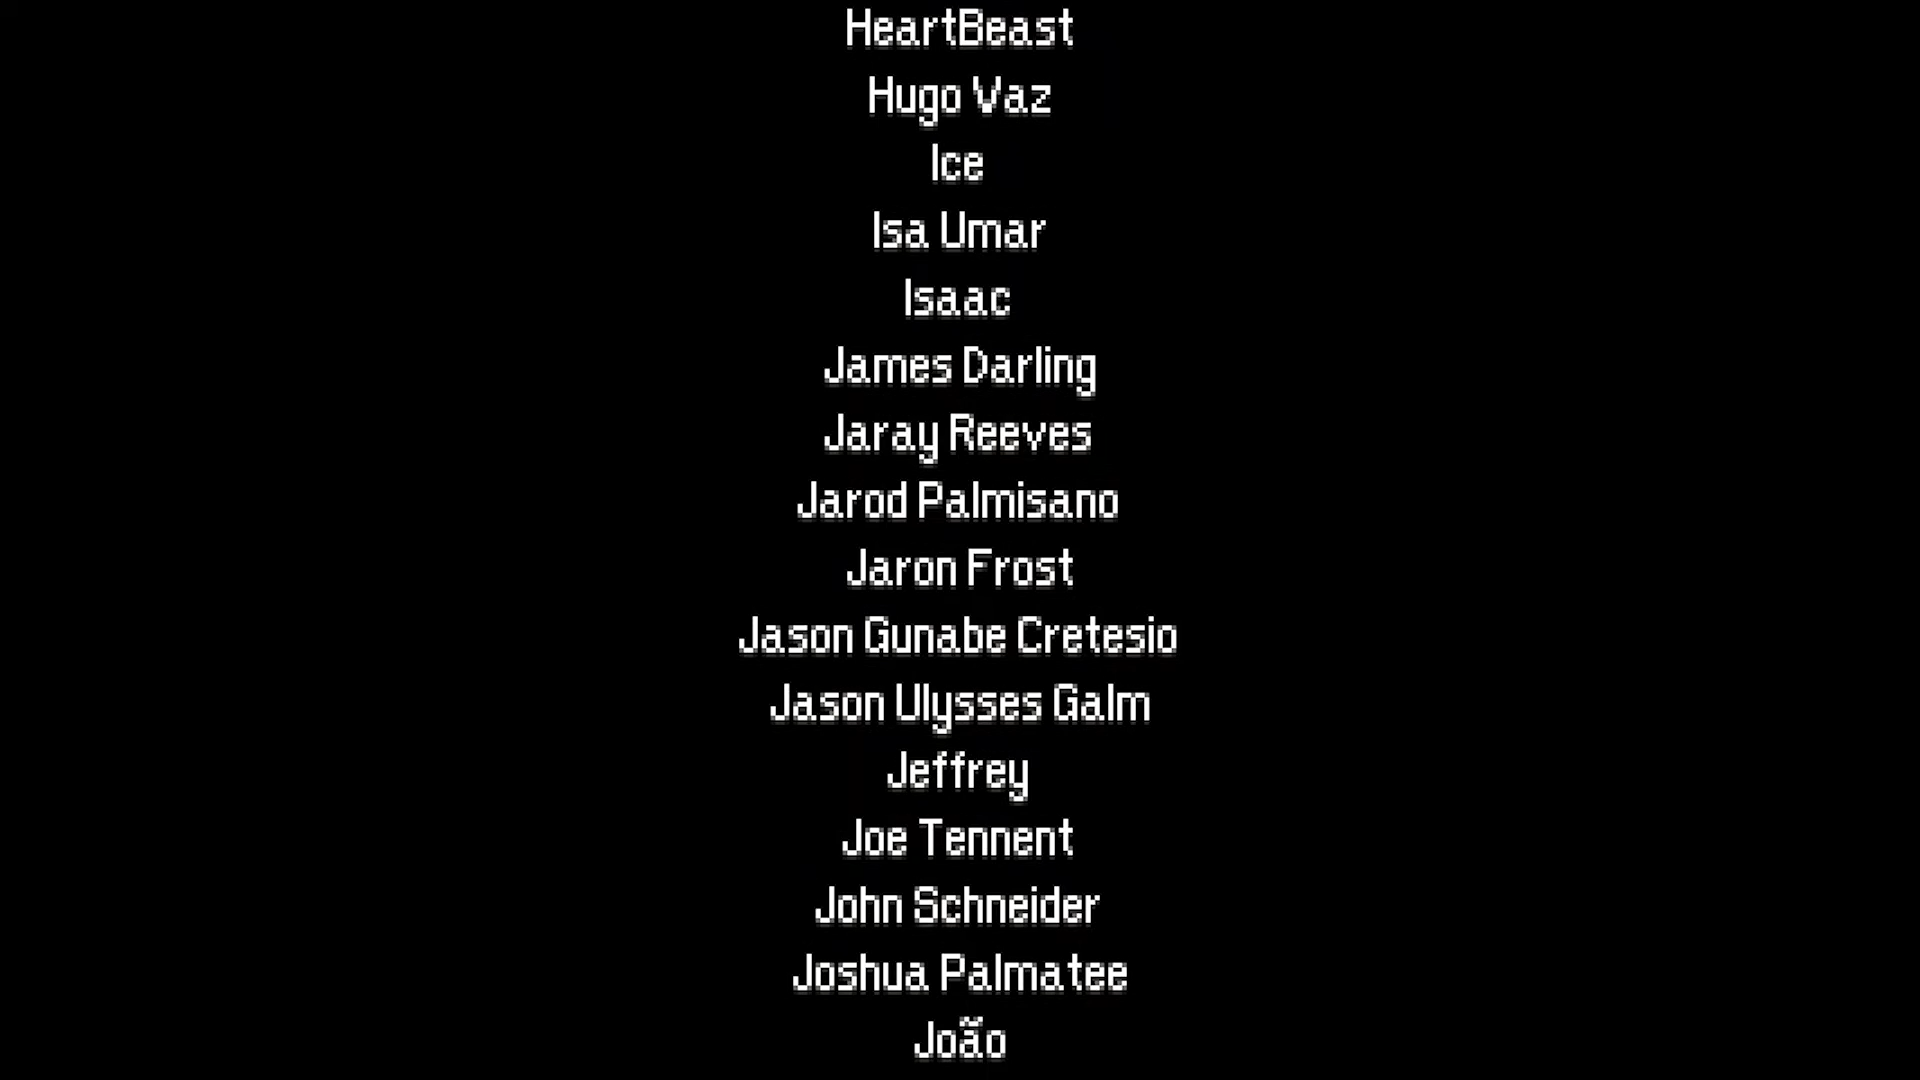 HeartBeast
Hugo Vaz
Ice
Isa Umar
Isaac
James Darling
Jaray Reeves
Jarod Palmisano
Jaron Frost
Jason Gunabe Cretesio
Jason Ulysses Galm
Jeffrey
Joe Tennent
John Schneider
Joshua Palmatee
João